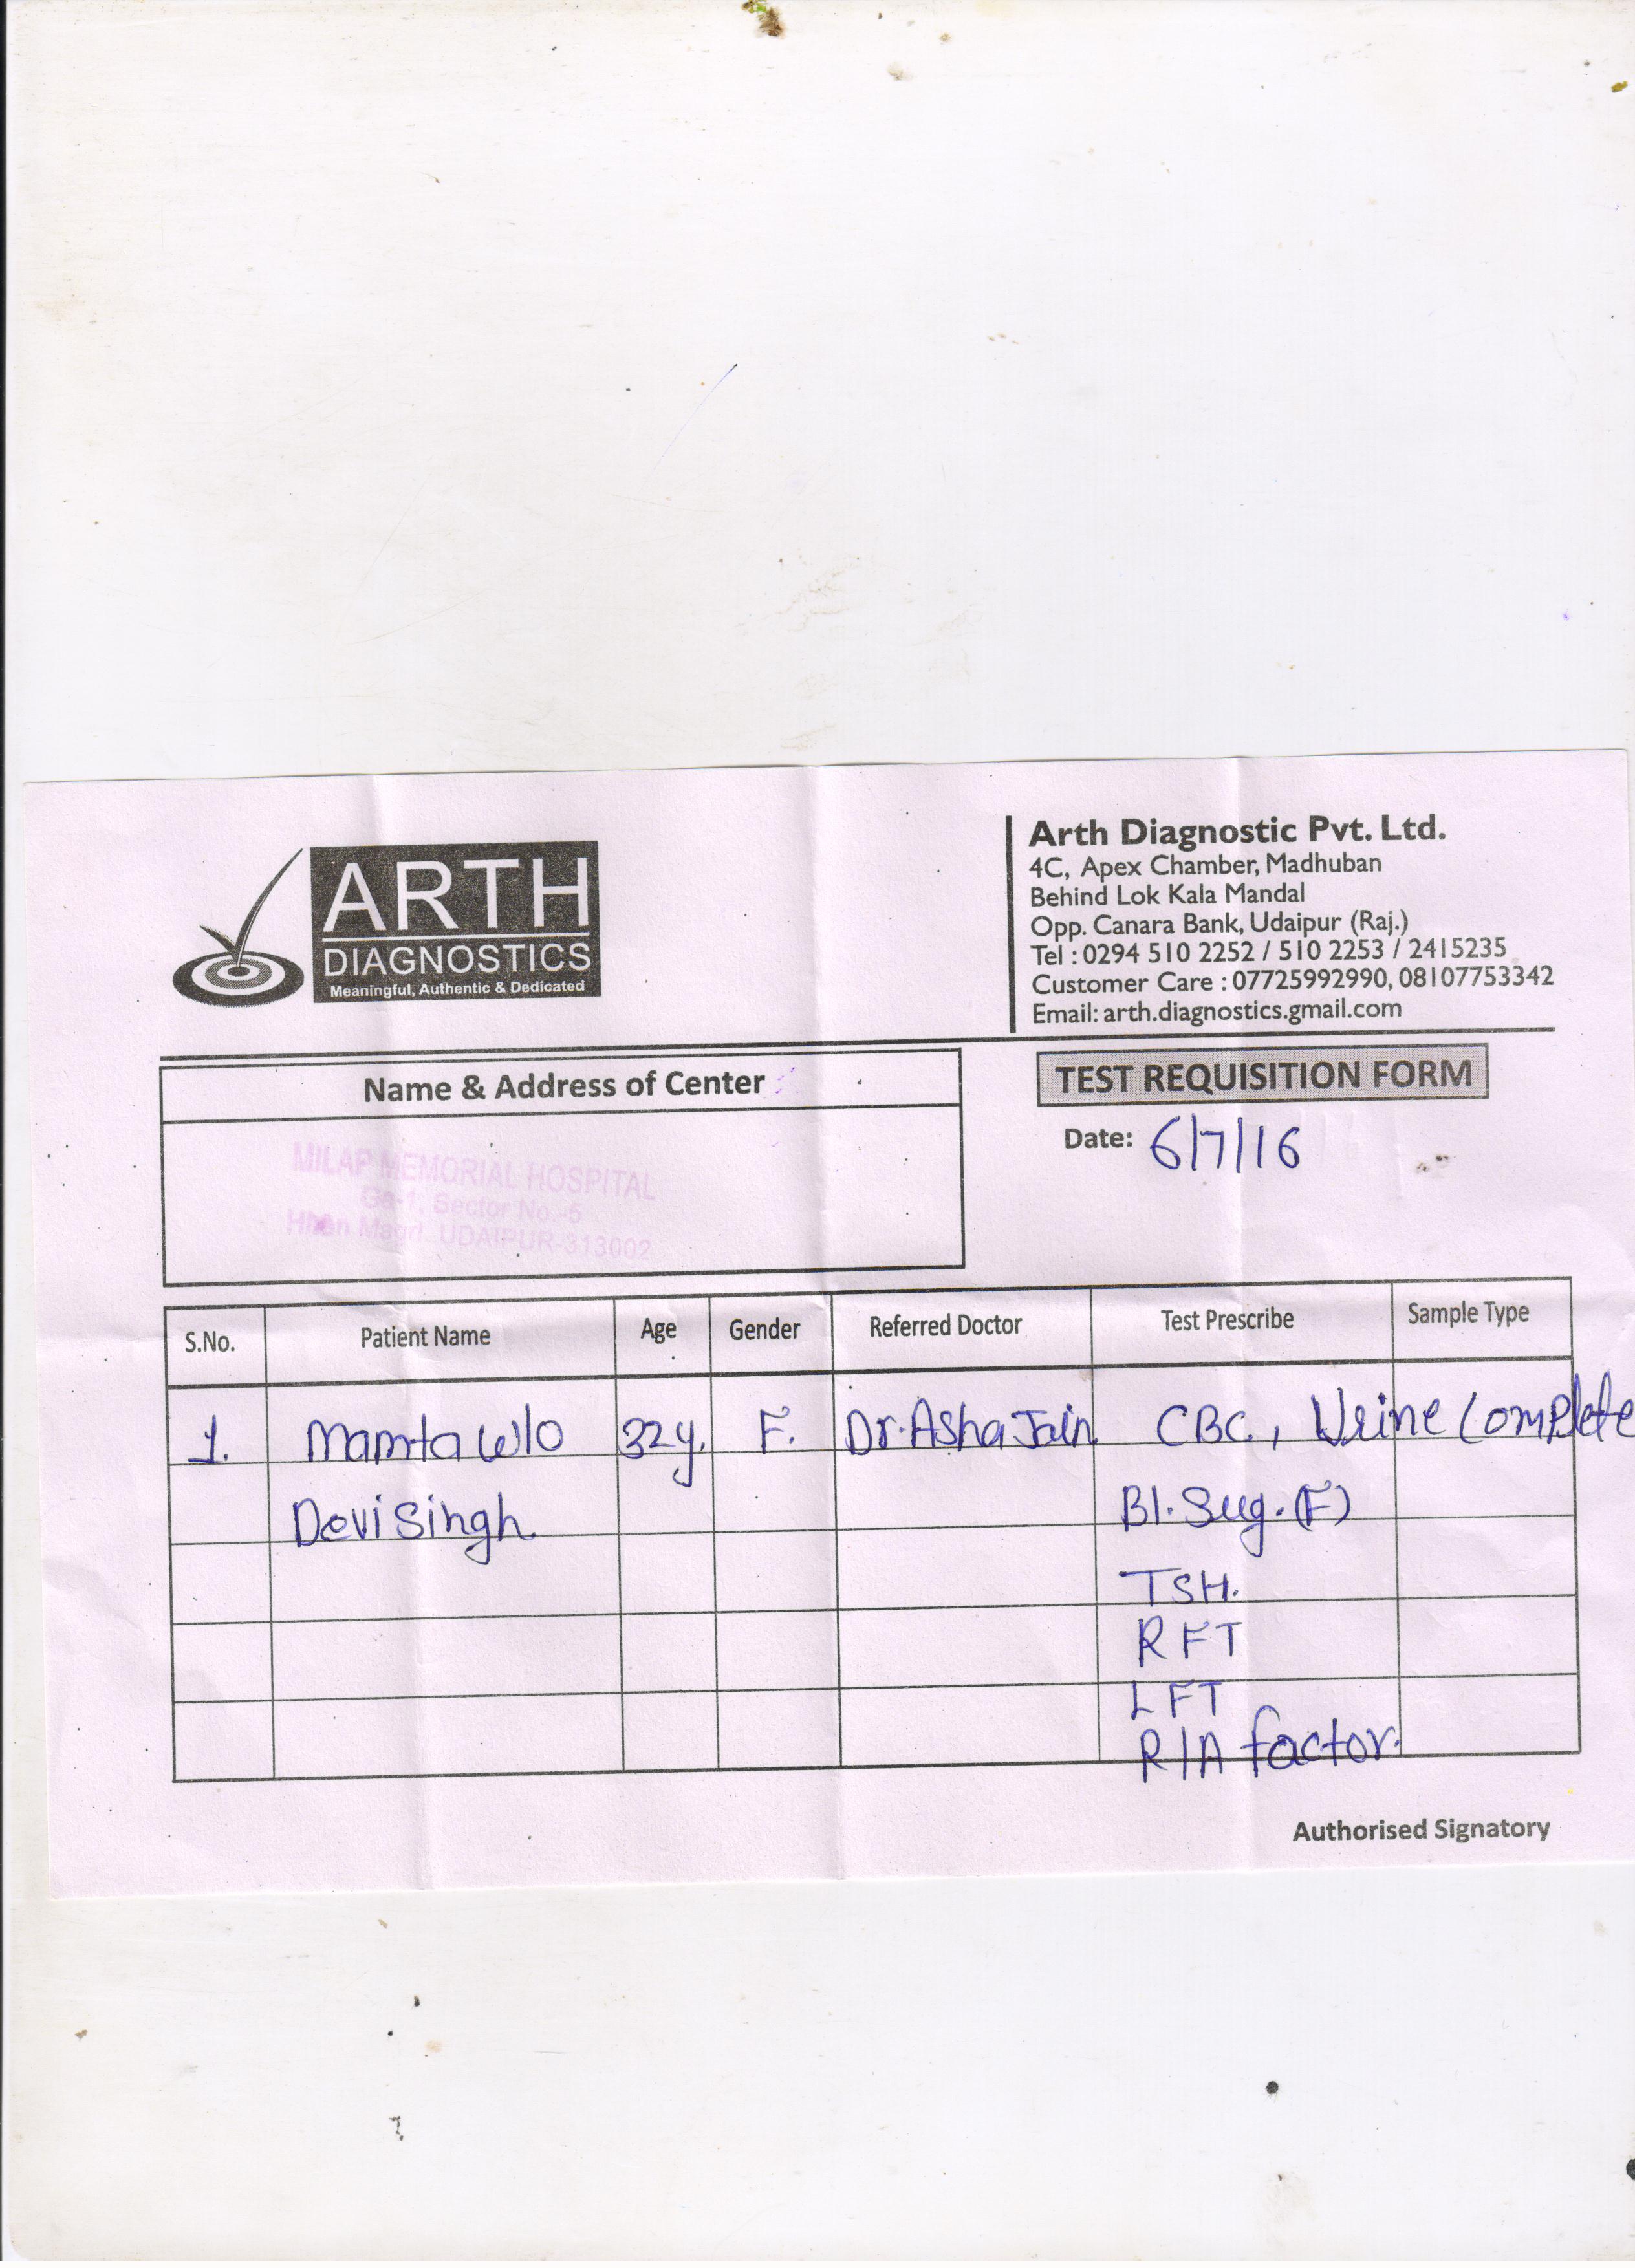 ARTH
DIAGNOSTICS
Meaningful, Authentic & Dedicated
Arth Diagnostic Pvt. Ltd.
4C, Apex Chamber, Madhuban
Behind Lok Kala Mandal
Opp. Canara Bank, Udaipur (Raj.)
Tel : 0294 510 2252 / 510 2253 / 2415235
Customer Care : 07725992990, 08107753342
Email: arth.diagnostics.gmail.com
Name & Address of Center
MILAP MEMORIAL HOSPITAL
Sector No.-5
UDAIPUR-313002
TEST REQUISITION FORM
Date: 6/7/16
S.No. Patient Name Age Gender Referred Doctor Test Prescribe Sample Type
1. Mamta W/O 32y. F. Dr. Asha Jain CBC, Urine Complete
Devi Singh. Bl. Sug. (F)
TSH.
RFT
LFT
R/A factor.
Authorised Signatory